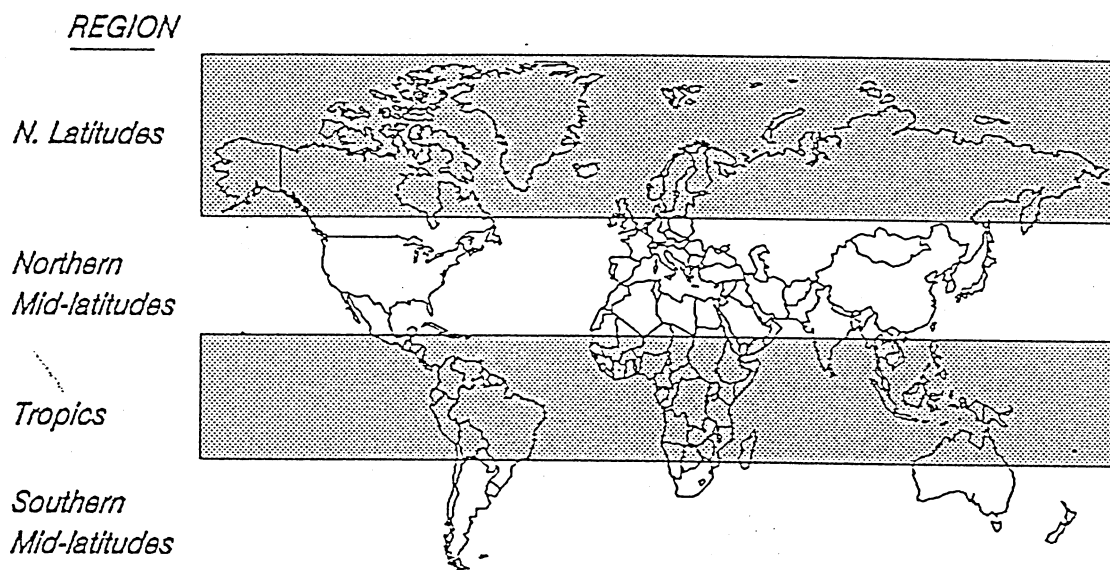 REGION
N. Latitudes
Northern
Mid-latitudes
Tropics
Southern
Mid-latitudes